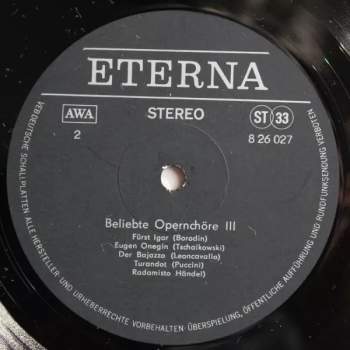 ETERNA
AWA
STEREO
ST 33
2
8 26 027
Beliebte Opernchöre III
Fürst Igor (Borodin)
Eugen Onegin (Tschaikowski)
Der Bajazzo (Leoncavallo)
Turandot (Puccini)
Radamisto Händel)
VEB DEUTSCHE SCHALLPLATTEN ALLE HERSTELLER- UND URHEBERRECHTE VORBEHALTEN · ÜBERSPIELUNG, ÖFFENTLICHE AUFFÜHRUNG UND RUNDFUNKSENDUNG VERBOTEN